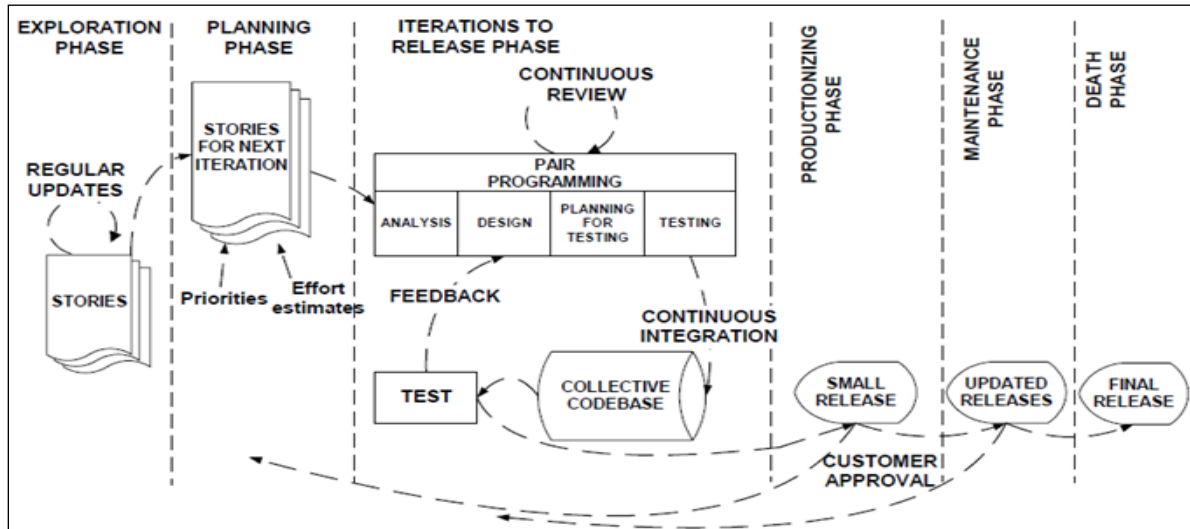 EXPLORATION
PHASE
PLANNING
PHASE
ITERATIONS TO
RELEASE PHASE
PRODUCTIONIZING
PHASE
MAINTENANCE
PHASE
DEATH
PHASE
CONTINUOUS
REVIEW
REGULAR
UPDATES
STORIES
FOR NEXT
ITERATION
PAIR
PROGRAMMING
ANALYSIS
DESIGN
PLANNING
FOR
TESTING
TESTING
STORIES
Priorities
Effort
estimates
FEEDBACK
CONTINUOUS
INTEGRATION
TEST
COLLECTIVE
CODEBASE
SMALL
RELEASE
UPDATED
RELEASES
FINAL
RELEASE
CUSTOMER
APPROVAL